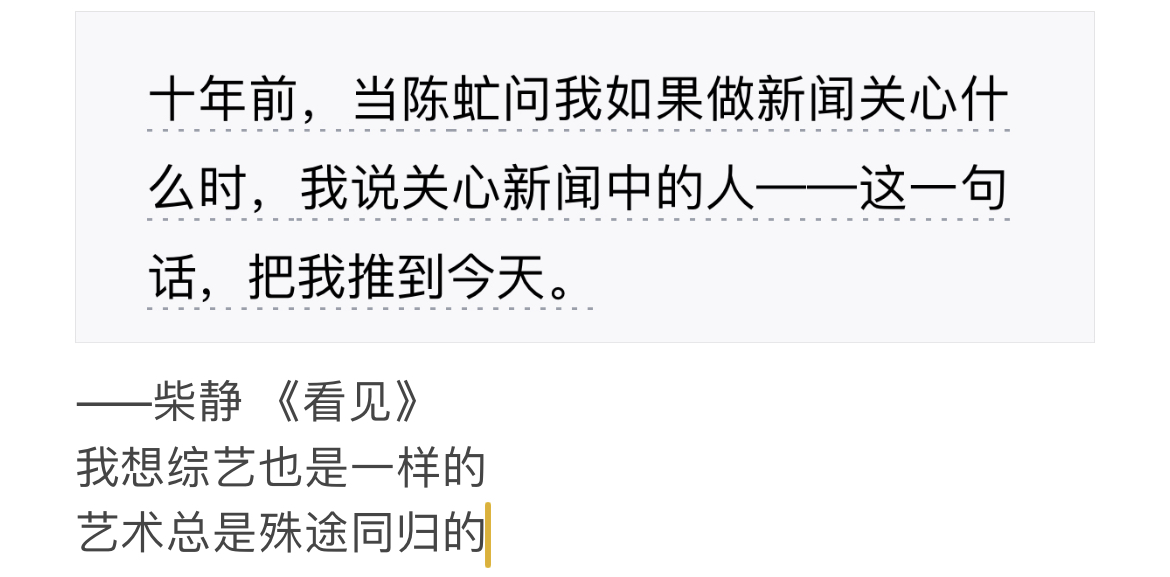 十年前，当陈虻问我如果做新闻关心什
么时，我说关心新闻中的人——这一句
话，把我推到今天。
——柴静 《看见》
我想综艺也是一样的
艺术总是殊途同归的